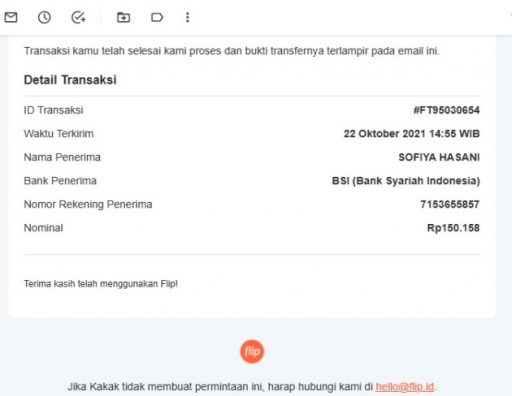 Transaksi kamu telah selesai kami proses dan bukti transfernya terlampir pada email ini.
Detail Transaksi
ID Transaksi #FT95030654
Waktu Terkirim 22 Oktober 2021 14:55 WIB
Nama Penerima SOFIYA HASANI
Bank Penerima BSI (Bank Syariah Indonesia)
Nomor Rekening Penerima 7153655857
Nominal Rp150.158
Terima kasih telah menggunakan Flip!
flip
Jika Kakak tidak membuat permintaan ini, harap hubungi kami di hello@flip.id.